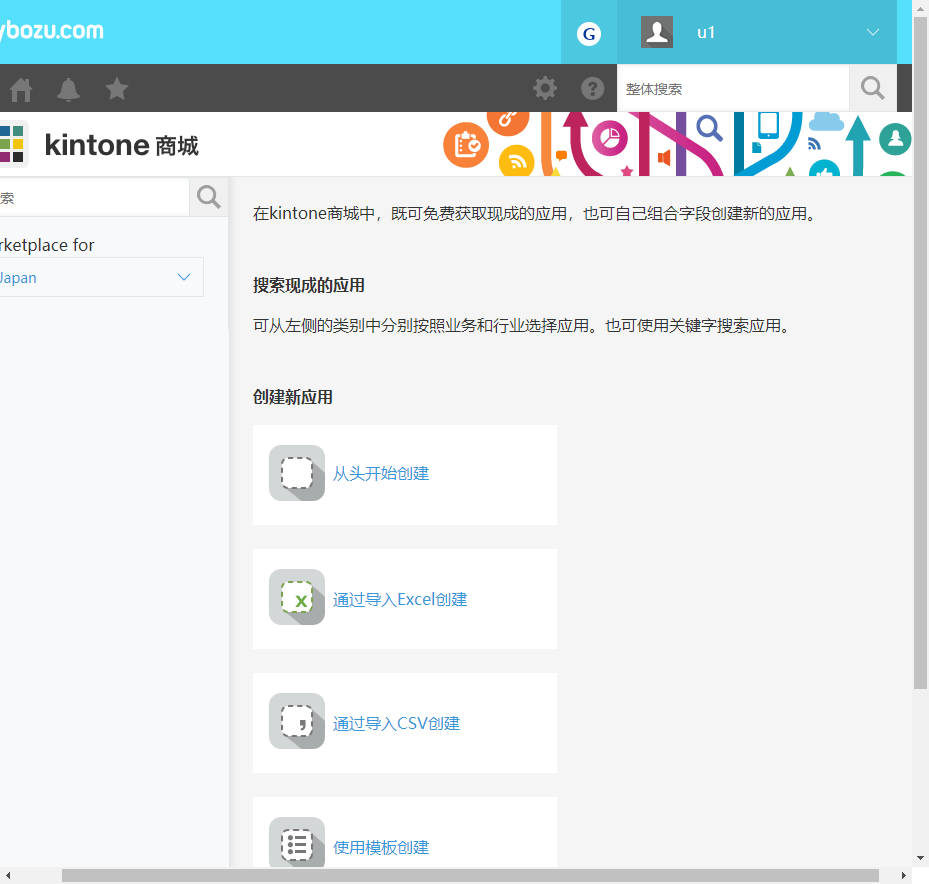 ybozu.com
G
u1
整体搜索
kintone 商城
索
rketplace for
Japan
在kintone商城中，既可免费获取现成的应用，也可自己组合字段创建新的应用。
搜索现成的应用
可从左侧的类别中分别按照业务和行业选择应用。也可使用关键字搜索应用。
创建新应用
从头开始创建
通过导入Excel创建
通过导入CSV创建
使用模板创建